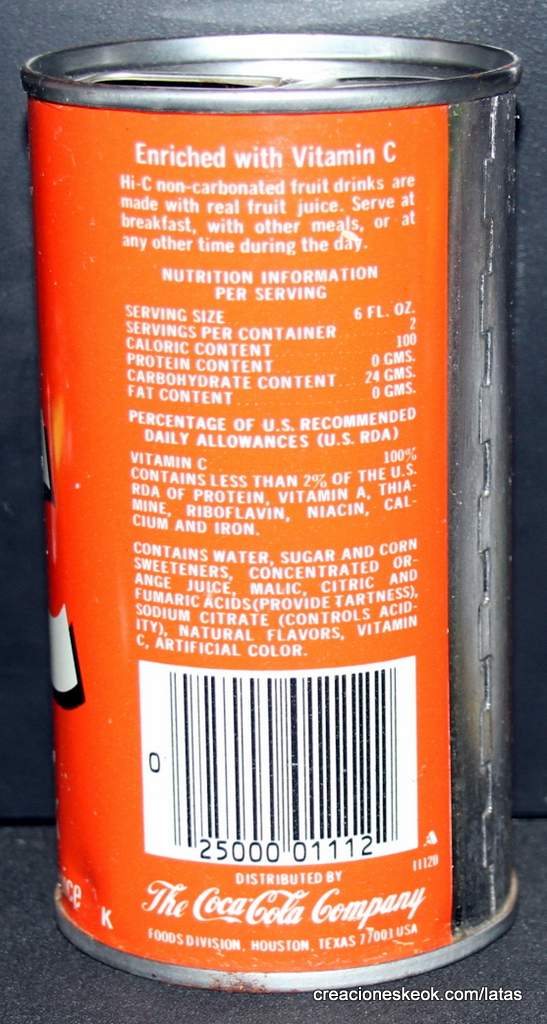 Enriched with Vitamin C
Hi-C non-carbonated fruit drinks are
made with real fruit juice. Serve at
breakfast, with other meals, or at
any other time during the day.
NUTRITION INFORMATION
PER SERVING
SERVING SIZE 6 FL. OZ.
SERVINGS PER CONTAINER 2
CALORIC CONTENT 100
PROTEIN CONTENT 0 GMS.
CARBOHYDRATE CONTENT 24 GMS.
FAT CONTENT 0 GMS.
PERCENTAGE OF U.S. RECOMMENDED
DAILY ALLOWANCES (U.S. RDA)
VITAMIN C 100%
CONTAINS LESS THAN 2% OF THE U.S.
RDA OF PROTEIN, VITAMIN A, THIA-
MINE, RIBOFLAVIN, NIACIN, CAL-
CIUM AND IRON.
CONTAINS WATER, SUGAR AND CORN
SWEETENERS, CONCENTRATED OR-
ANGE JUICE, MALIC, CITRIC AND
FUMARIC ACIDS (PROVIDE TARTNESS),
SODIUM CITRATE (CONTROLS ACID-
ITY), NATURAL FLAVORS, VITAMIN
C, ARTIFICIAL COLOR.
0
25000 01112
A
11120
DISTRIBUTED BY
The Coca-Cola Company
FOODS DIVISION, HOUSTON, TEXAS 77001 USA
K
creacioneskeok.com/latas